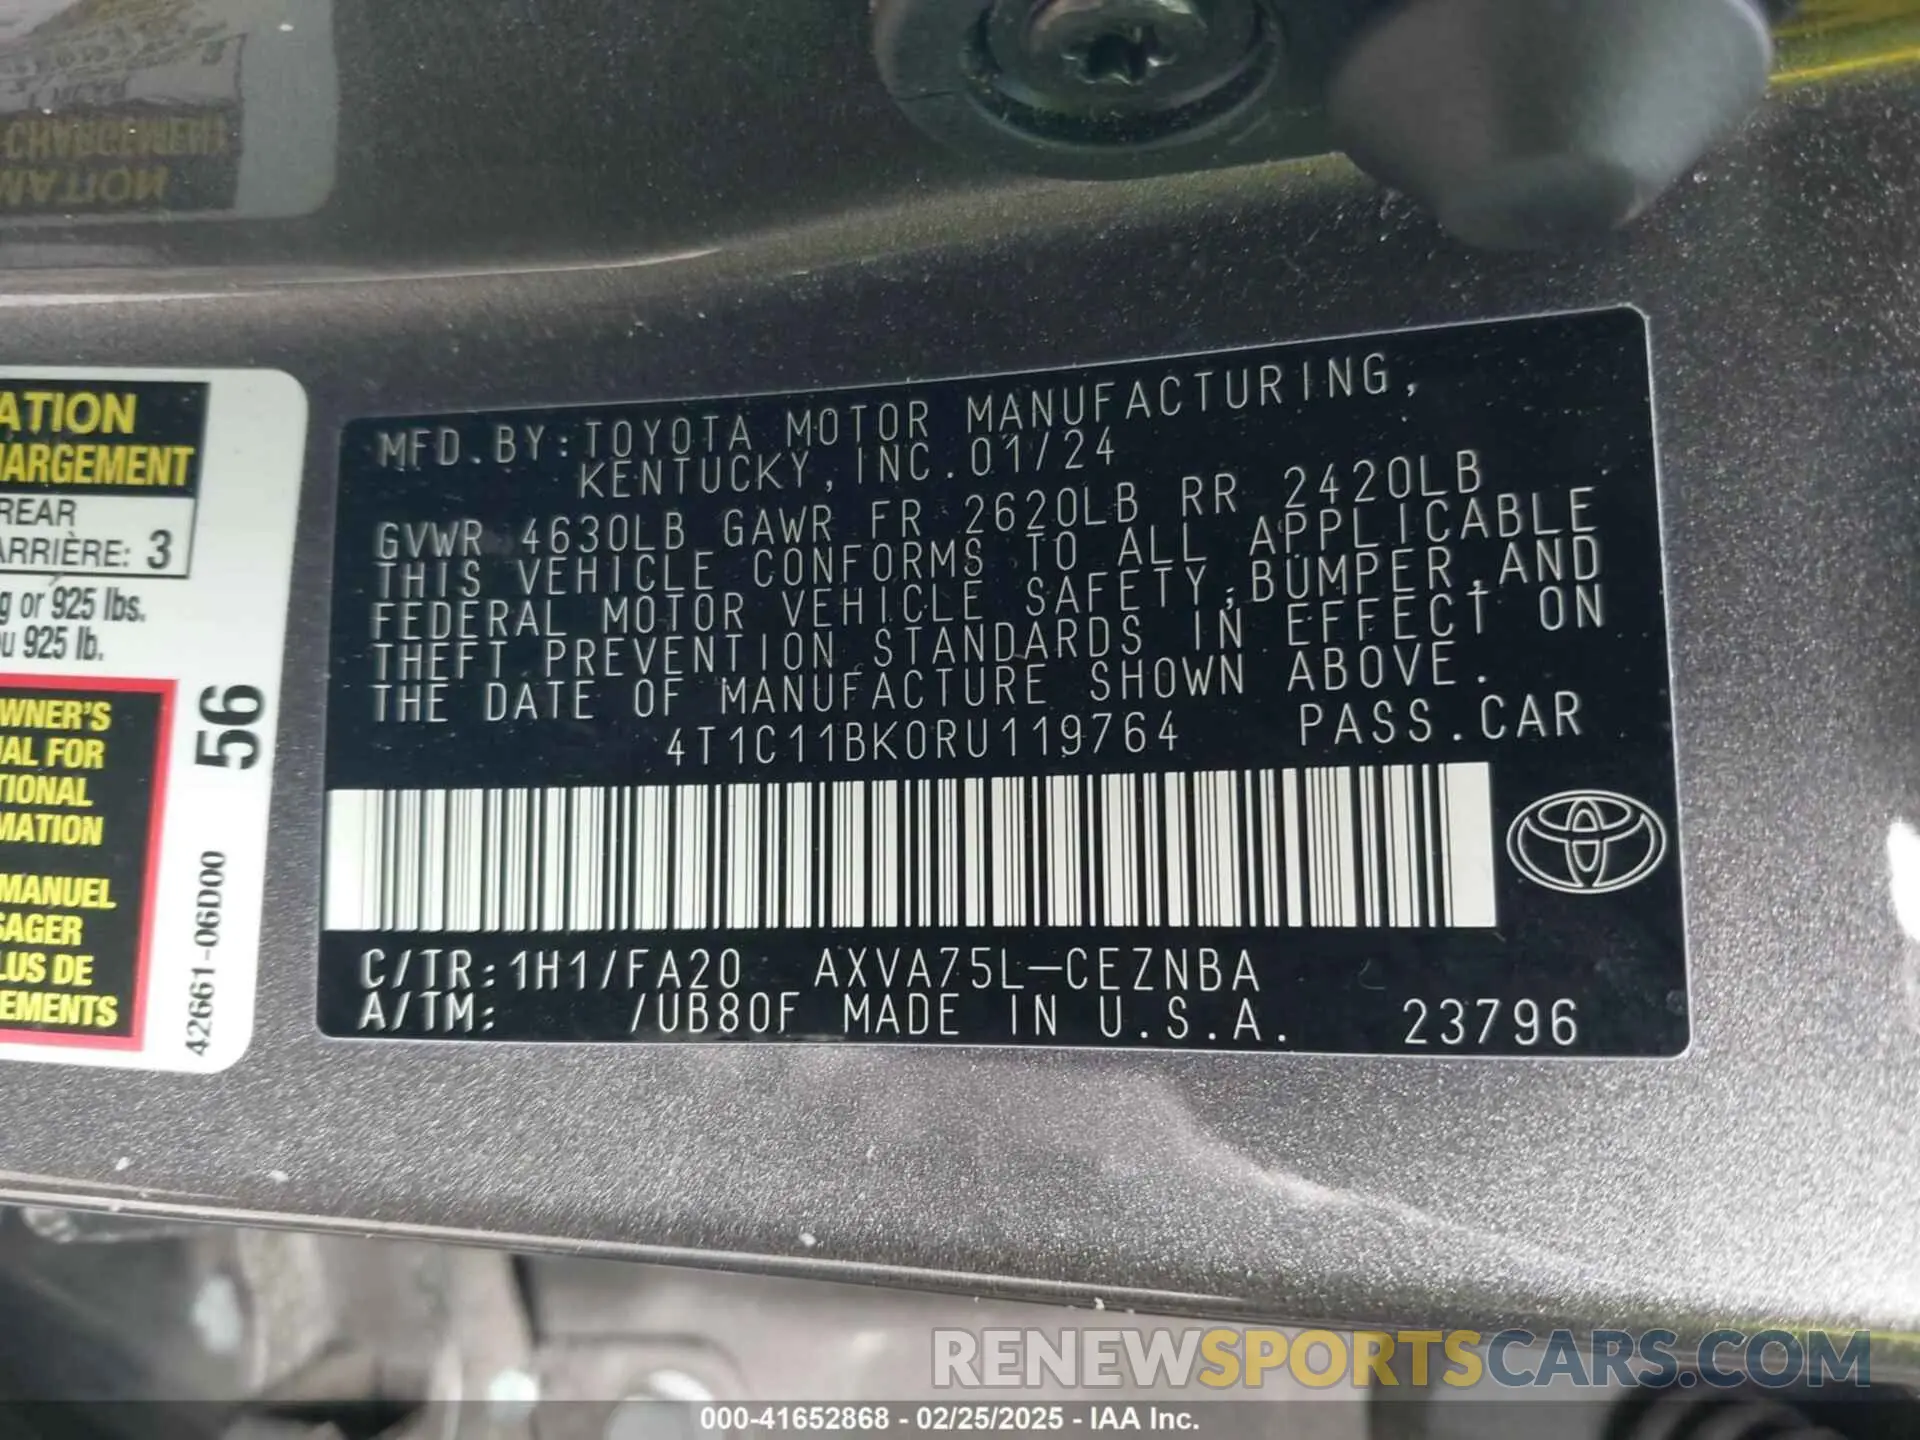 ATION
ARGEMENT
REAR
ARRIÈRE: 3
g or 925 lbs.
u 925 lb.
WNER'S
AL FOR
TIONAL
MATION
MANUEL
SAGER
LUS DE
EMENTS
56
42661-06D00
MFD.BY:TOYOTA MOTOR MANUFACTURING,
KENTUCKY,INC.01/24
GVWR 4630LB GAWR FR 2620LB RR 2420LB
THIS VEHICLE CONFORMS TO ALL APPLICABLE
FEDERAL MOTOR VEHICLE SAFETY,BUMPER,AND
THEFT PREVENTION STANDARDS IN EFFECT ON
THE DATE OF MANUFACTURE SHOWN ABOVE.
4T1C11BK0RU119764 PASS.CAR
C/TR:1H1/FA20 AXVA75L-CEZNBA
A/TM: /UB80F MADE IN U.S.A. 23796
RENEWSPORTSCARS.COM
000-41652868 - 02/25/2025 - IAA Inc.